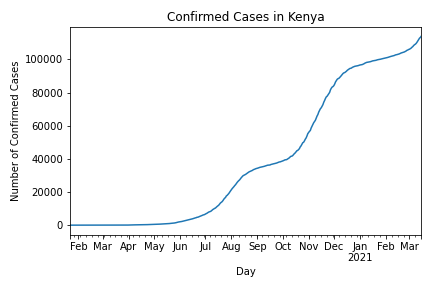 Confirmed Cases in Kenya
Number of Confirmed Cases
100000
80000
60000
40000
20000
0
Feb Mar Apr May Jun Jul Aug Sep Oct Nov Dec Jan Feb Mar
2021
Day